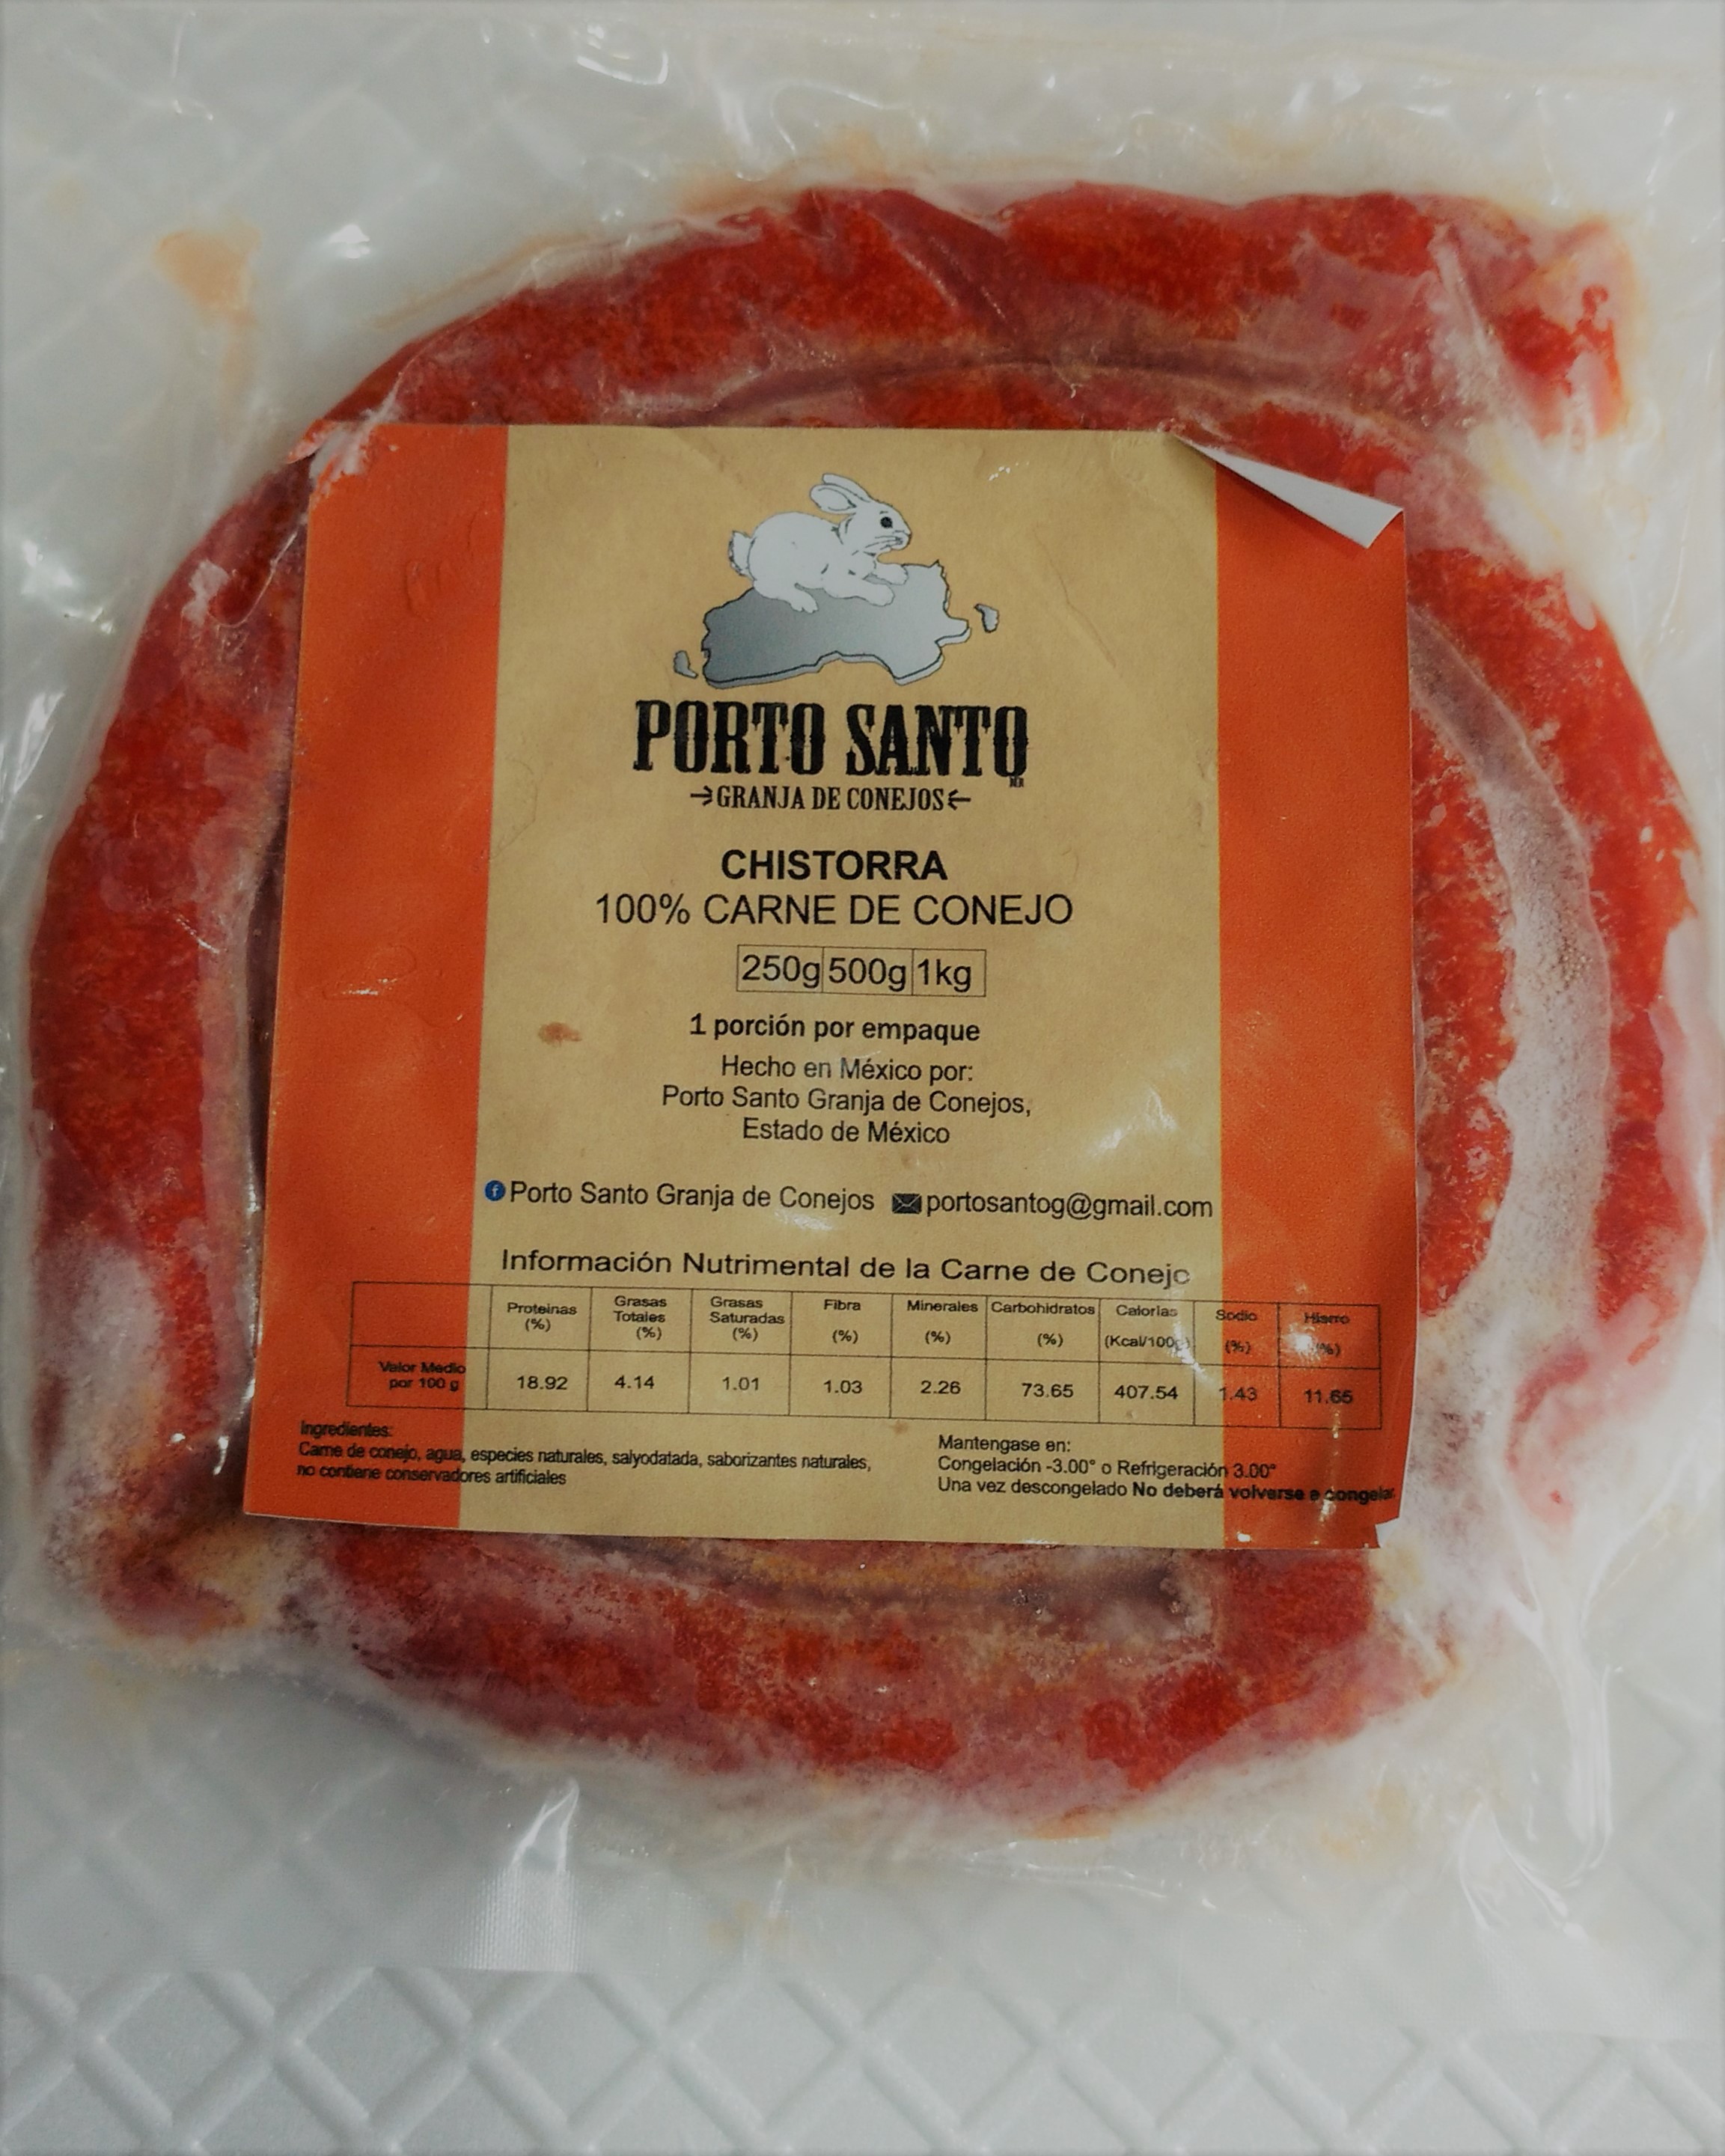 PORTO SANTO
MEX
GRANJA DE CONEJOS
CHISTORRA
100% CARNE DE CONEJO
250g 500g 1kg
1 porción por empaque
Hecho en México por:
Porto Santo Granja de Conejos,
Estado de México
f Porto Santo Granja de Conejos portosantog@gmail.com
Información Nutrimental de la Carne de Conejo
Proteinas (%) Grasas Totales (%) Grasas Saturadas (%) Fibra (%) Minerales (%) Carbohidratos (%) Calorias (Kcal/100g) Sodio (%) Hierro (%)
Valor Medio por 100 g 18.92 4.14 1.01 1.03 2.26 73.65 407.54 1.43 11.65
Ingredientes:
Carne de conejo, agua, especies naturales, salyodatada, saborizantes naturales,
no contiene conservadores artificiales
Mantengase en:
Congelación -3.00° o Refrigeración 3.00°
Una vez descongelado No deberá volverse a congelar